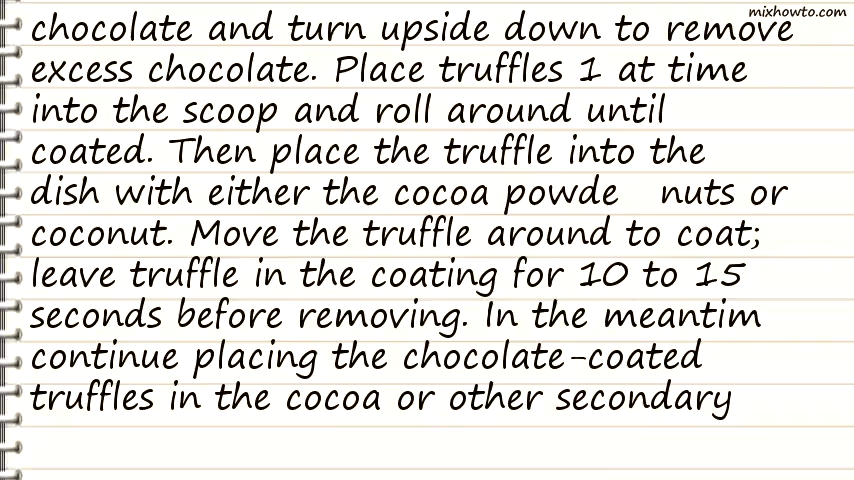 mixhowto.com
chocolate and turn upside down to remove
excess chocolate. Place truffles 1 at time
into the scoop and roll around until
coated. Then place the truffle into the
dish with either the cocoa powde nuts or
coconut. Move the truffle around to coat;
leave truffle in the coating for 10 to 15
seconds before removing. In the meantim
continue placing the chocolate-coated
truffles in the cocoa or other secondary